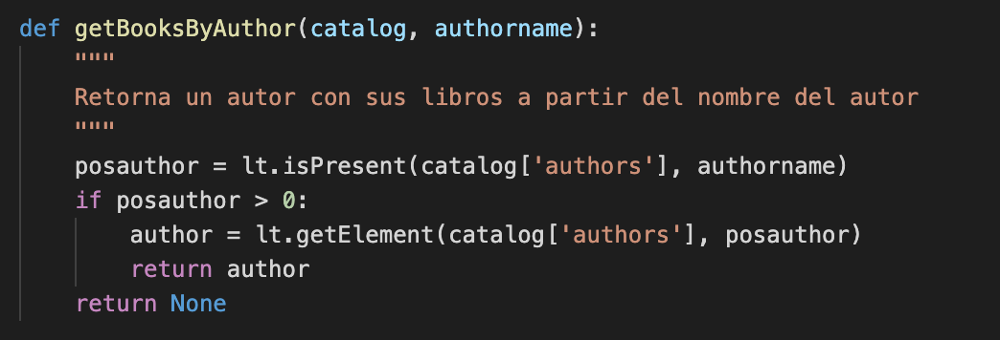 def getBooksByAuthor(catalog, authorname):
    """
    Retorna un autor con sus libros a partir del nombre del autor
    """
    posauthor = lt.isPresent(catalog['authors'], authorname)
    if posauthor > 0:
        author = lt.getElement(catalog['authors'], posauthor)
        return author
    return None